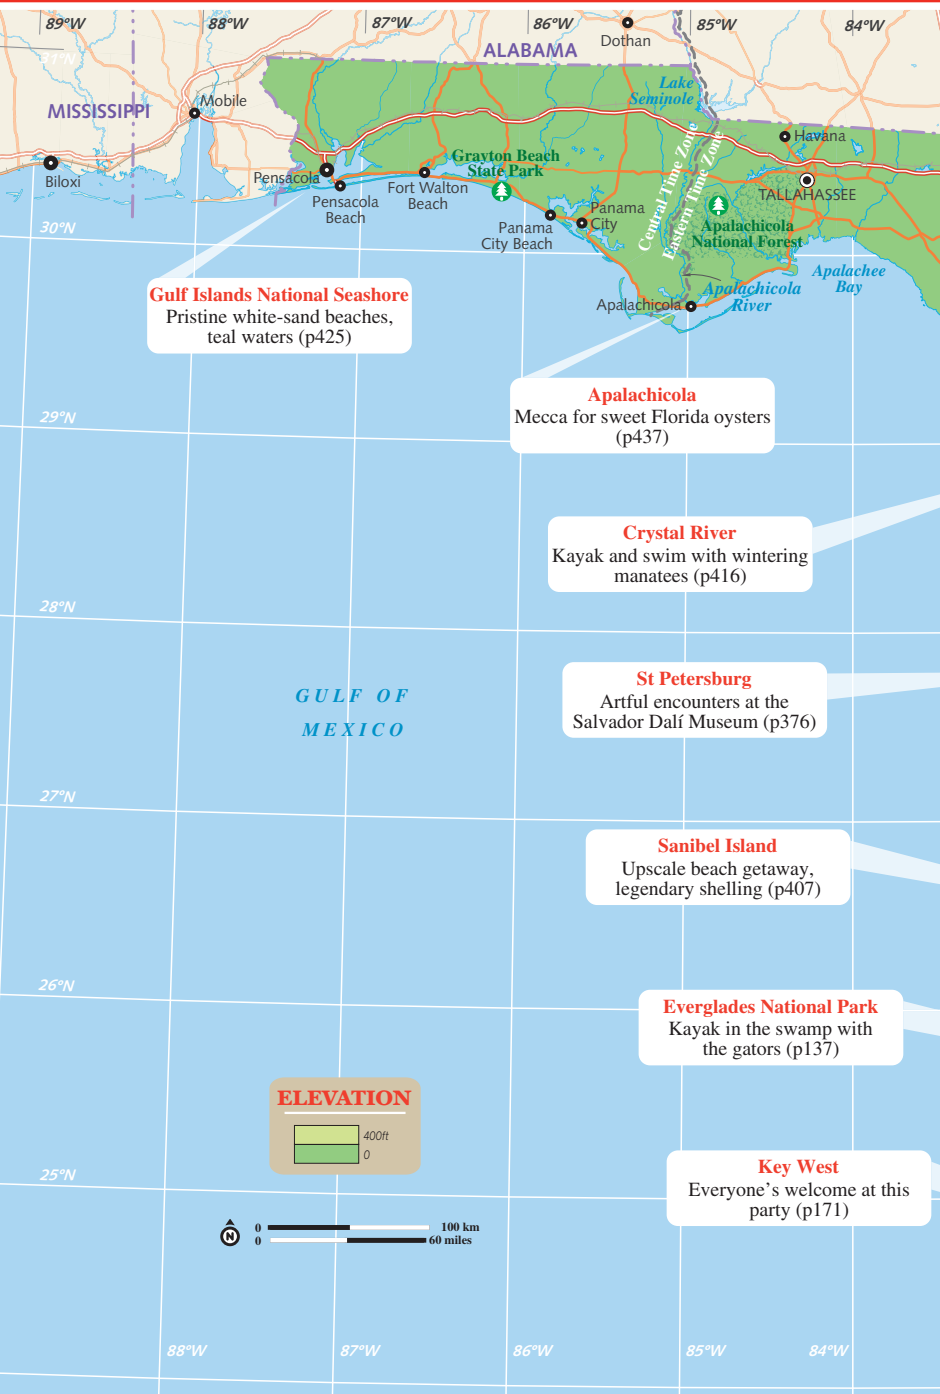 89°W
88°W
87°W
86°W
85°W
84°W
Dothan
ALABAMA
31°N
Lake
Seminole
MISSISSIPPI
Mobile
Havana
Central Time Zone
Eastern Time Zone
Grayton Beach
State Park
Biloxi
Pensacola
Fort Walton
Beach
TALLAHASSEE
Pensacola
Beach
Panama
City
Panama
City Beach
Apalachicola
National Forest
30°N
Apalachee
Bay
Apalachicola
River
Apalachicola
Gulf Islands National Seashore
Pristine white-sand beaches,
teal waters (p425)
Apalachicola
Mecca for sweet Florida oysters
(p437)
29°N
Crystal River
Kayak and swim with wintering
manatees (p416)
28°N
St Petersburg
Artful encounters at the
Salvador Dalí Museum (p376)
GULF OF
MEXICO
27°N
Sanibel Island
Upscale beach getaway,
legendary shelling (p407)
26°N
Everglades National Park
Kayak in the swamp with
the gators (p137)
ELEVATION
400ft
0
25°N
Key West
Everyone's welcome at this
party (p171)
N
0 100 km
0 60 miles
88°W
87°W
86°W
85°W
84°W